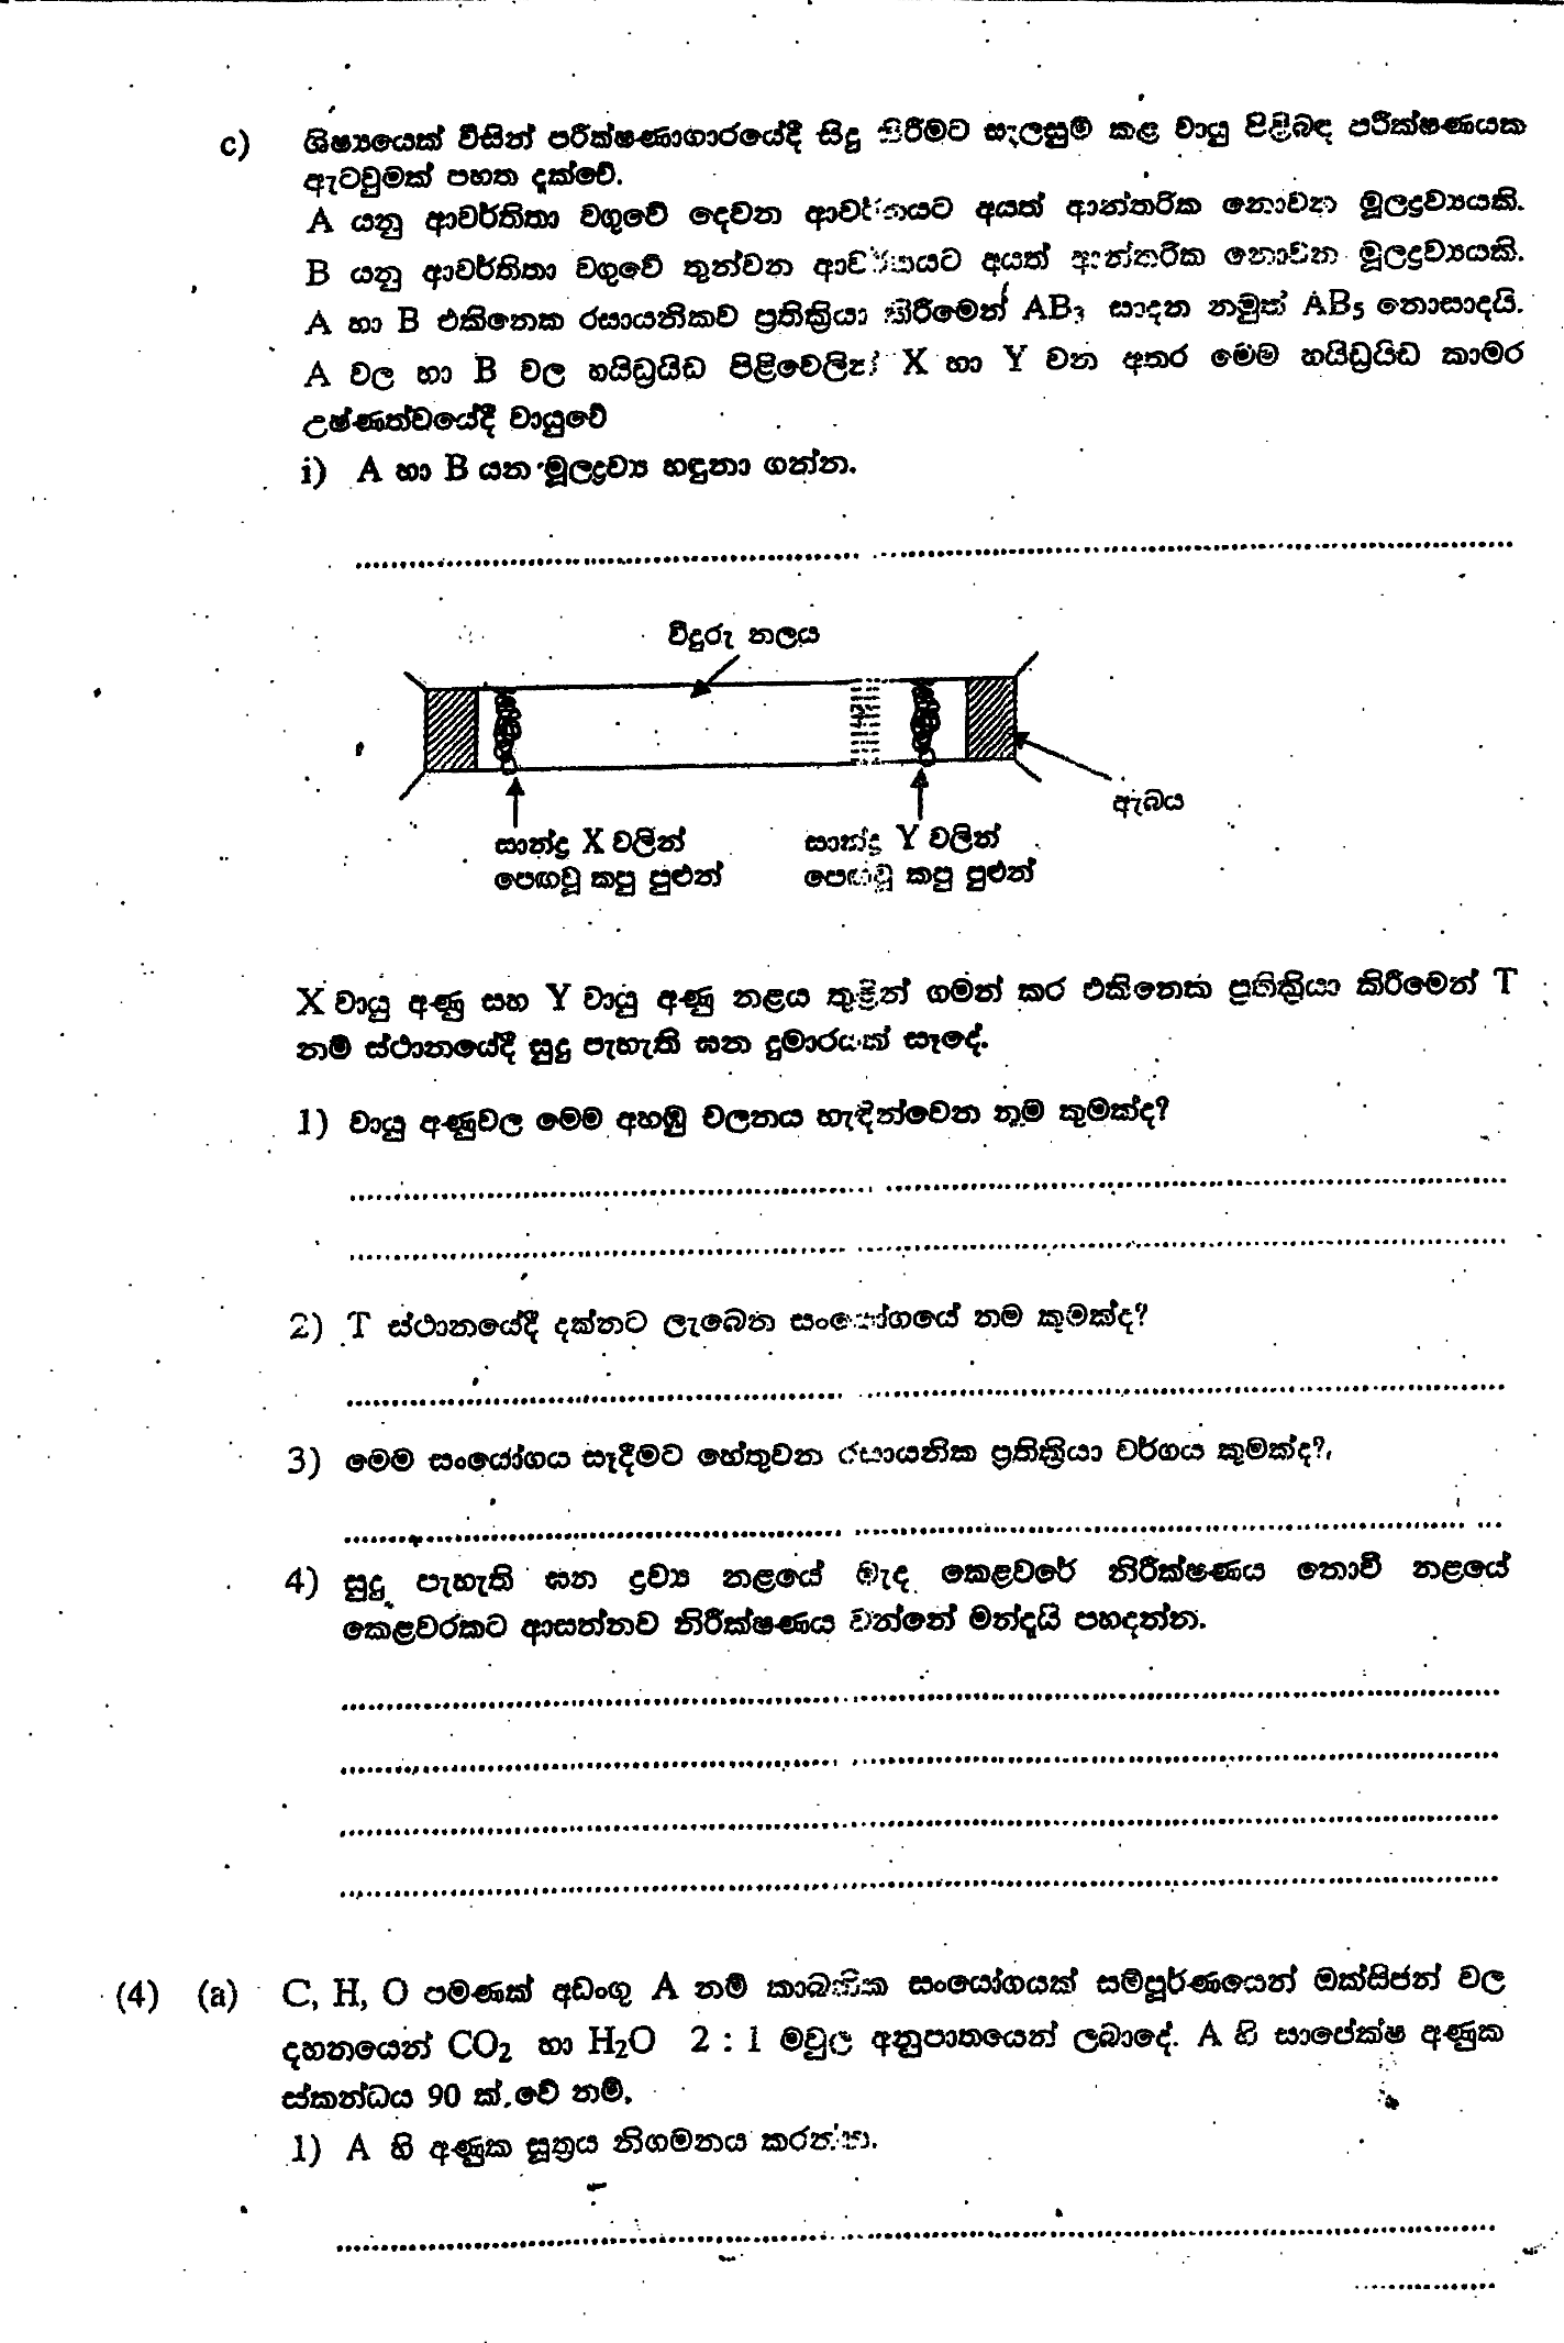 c) ශිෂ්‍යයෙක් විසින් පරීක්ෂණාගාරයේදී සිදු කිරීමට සැලසුම් කළ වායු පිළිබඳ පරීක්ෂණයක
ඇටවුමක් පහත දැක්වේ.
A යනු ආවර්තිතා වගුවේ දෙවන ආවර්තයට අයත් ආන්තරික නොවන මූලද්‍රව්‍යයකි.
B යනු ආවර්තිතා වගුවේ තුන්වන ආවර්තයට අයත් ආන්තරික නොවන මූලද්‍රව්‍යයකි.
A හා B එකිනෙක රසායනිකව ප්‍රතික්‍රියා කිරීමෙන් AB₃ සාදන නමුත් AB₅ නොසාදයි.
A වල හා B වල හයිඩ්‍රයිඩ පිළිවෙලින් X හා Y වන අතර මෙම හයිඩ්‍රයිඩ කාමර
උෂ්ණත්වයේදී වායුවේ
i) A හා B යන මූලද්‍රව්‍ය හඳුනා ගන්න.
වීදුරු නලය
ඇබය
සාන්ද්‍ර X වලින් සාන්ද්‍ර Y වලින්
පෙඟවූ කපු පුළුන් පෙඟවූ කපු පුළුන්
X වායු අණු සහ Y වායු අණු නළය තුළින් ගමන් කර එකිනෙක ප්‍රතික්‍රියා කිරීමෙන් T
නම් ස්ථානයේදී සුදු පැහැති ඝන දුමාරයක් සෑදේ.
1) වායු අණුවල මෙම අහඹු චලනය හැඳින්වෙන නම කුමක්ද?
2) T ස්ථානයේදී දක්නට ලැබෙන සංයෝගයේ නම කුමක්ද?
3) මෙම සංයෝගය සෑදීමට හේතුවන රසායනික ප්‍රතික්‍රියා වර්ගය කුමක්ද?
4) සුදු පැහැති ඝන ද්‍රව්‍ය නළයේ මැද කෙළවරේ නිරීක්ෂණය නොවී නළයේ
කෙළවරකට ආසන්නව නිරීක්ෂණය වන්නේ මන්දැයි පහදන්න.
(4) (a) C, H, O පමණක් අඩංගු A නම් කාබනික සංයෝගයක් සම්පූර්ණයෙන් ඔක්සිජන් වල
දහනයෙන් CO₂ හා H₂O 2 : 1 මවුල අනුපාතයෙන් ලබාදේ. A හි සාපේක්ෂ අණුක
ස්කන්ධය 90 ක් වේ නම්.
1) A හි අණුක සූත්‍රය නිගමනය කරන්න.